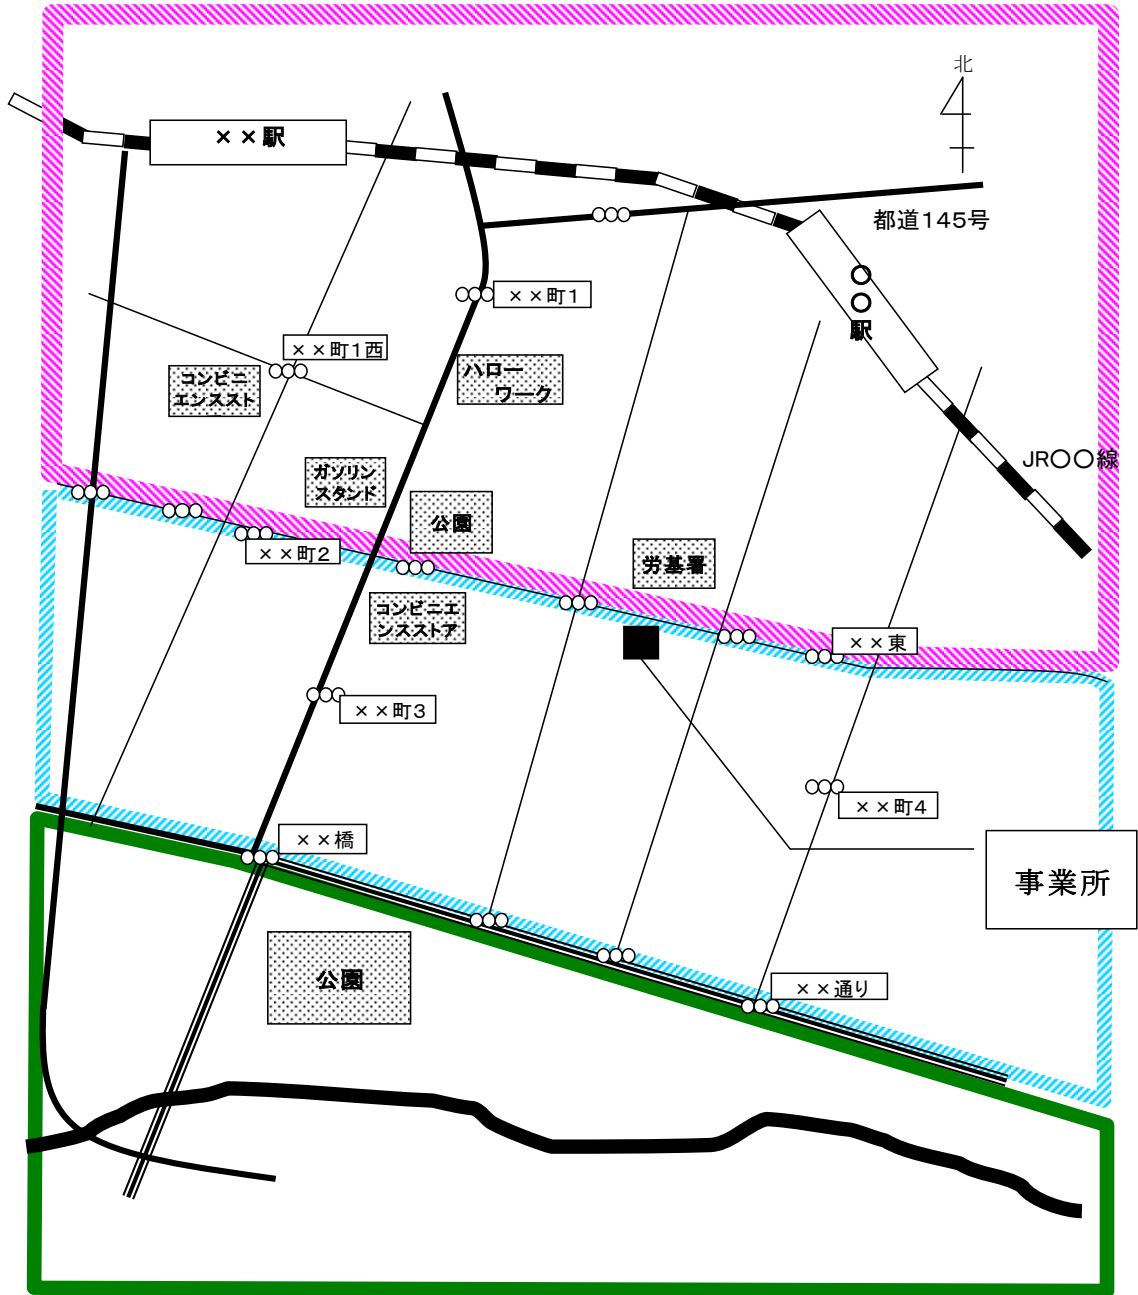 北
××駅
都道145号
○
○
駅
××町1
××町1西
コンビニ
エンススト
ハロー
ワーク
JR○○線
ガソリン
スタンド
公園
××町2
労基署
コンビニエ
ンスストア
××東
××町3
××町4
××橋
事業所
公園
××通り